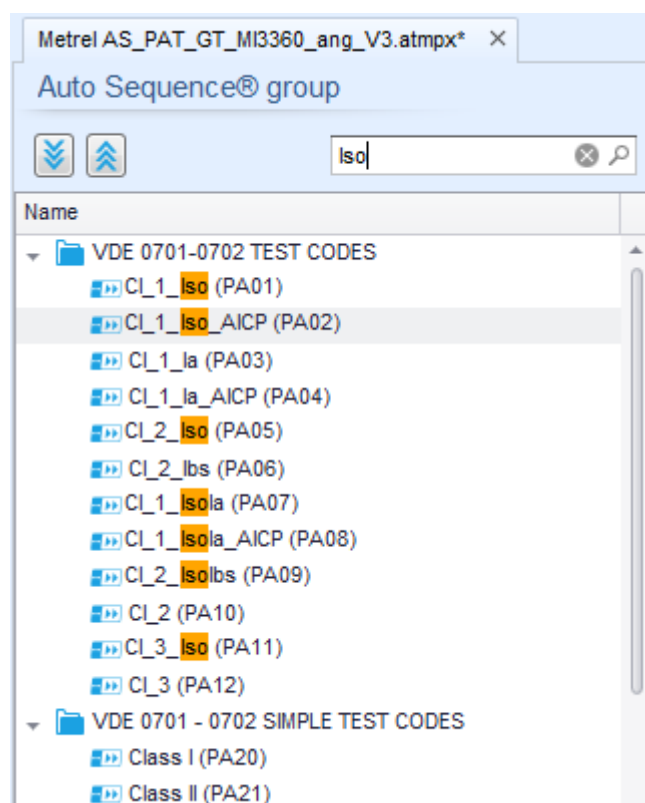 Metrel AS_PAT_GT_MI3360_ang_V3.atmpx*
Auto Sequence® group
Iso
Name
VDE 0701-0702 TEST CODES
Cl_1_Iso (PA01)
Cl_1_Iso_AICP (PA02)
Cl_1_Ia (PA03)
Cl_1_Ia_AICP (PA04)
Cl_2_Iso (PA05)
Cl_2_Ibs (PA06)
Cl_1_IsoIa (PA07)
Cl_1_IsoIa_AICP (PA08)
Cl_2_IsoIbs (PA09)
Cl_2 (PA10)
Cl_3_Iso (PA11)
Cl_3 (PA12)
VDE 0701 - 0702 SIMPLE TEST CODES
Class I (PA20)
Class II (PA21)